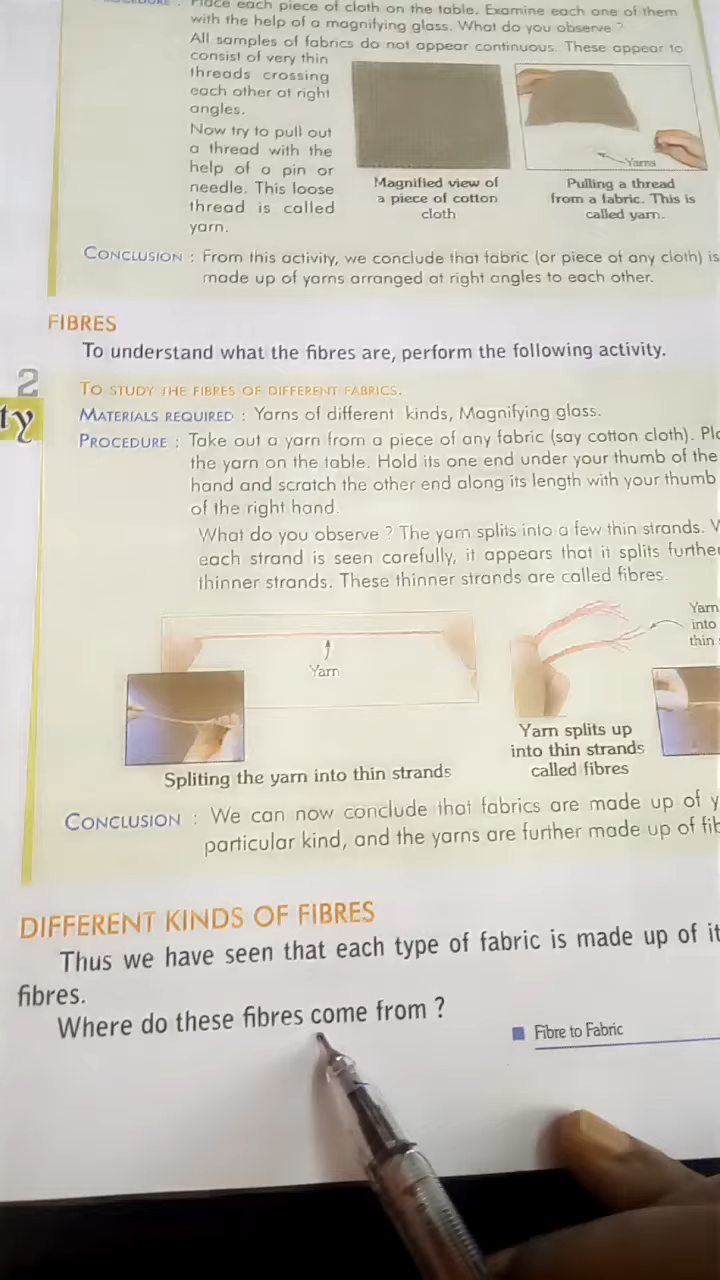 Place each piece of cloth on the table. Examine each one of them
with the help of a magnifying glass. What do you observe ?
All samples of fabrics do not appear continuous. These appear to
consist of very thin
threads crossing
each other at right
angles.
Now try to pull out
a thread with the
help of a pin or
needle. This loose
thread is called
yarn.
Magnified view of
a piece of cotton
cloth
Yarns
Pulling a thread
from a fabric. This is
called yarn.
CONCLUSION : From this activity, we conclude that fabric (or piece of any cloth) is
made up of yarns arranged at right angles to each other.
FIBRES
To understand what the fibres are, perform the following activity.
2
ty
TO STUDY THE FIBRES OF DIFFERENT FABRICS.
MATERIALS REQUIRED : Yarns of different kinds, Magnifying glass.
PROCEDURE : Take out a yarn from a piece of any fabric (say cotton cloth). Pl
the yarn on the table. Hold its one end under your thumb of the
hand and scratch the other end along its length with your thumb
of the right hand.
What do you observe ? The yarn splits into a few thin strands.
each strand is seen carefully, it appears that it splits further
thinner strands. These thinner strands are called fibres.
Yarn
Yarn
into
thin
Spliting the yarn into thin strands
Yarn splits up
into thin strands
called fibres
CONCLUSION : We can now conclude that fabrics are made up of y
particular kind, and the yarns are further made up of fib
DIFFERENT KINDS OF FIBRES
Thus we have seen that each type of fabric is made up of it
fibres.
Where do these fibres come from ?
Fibre to Fabric